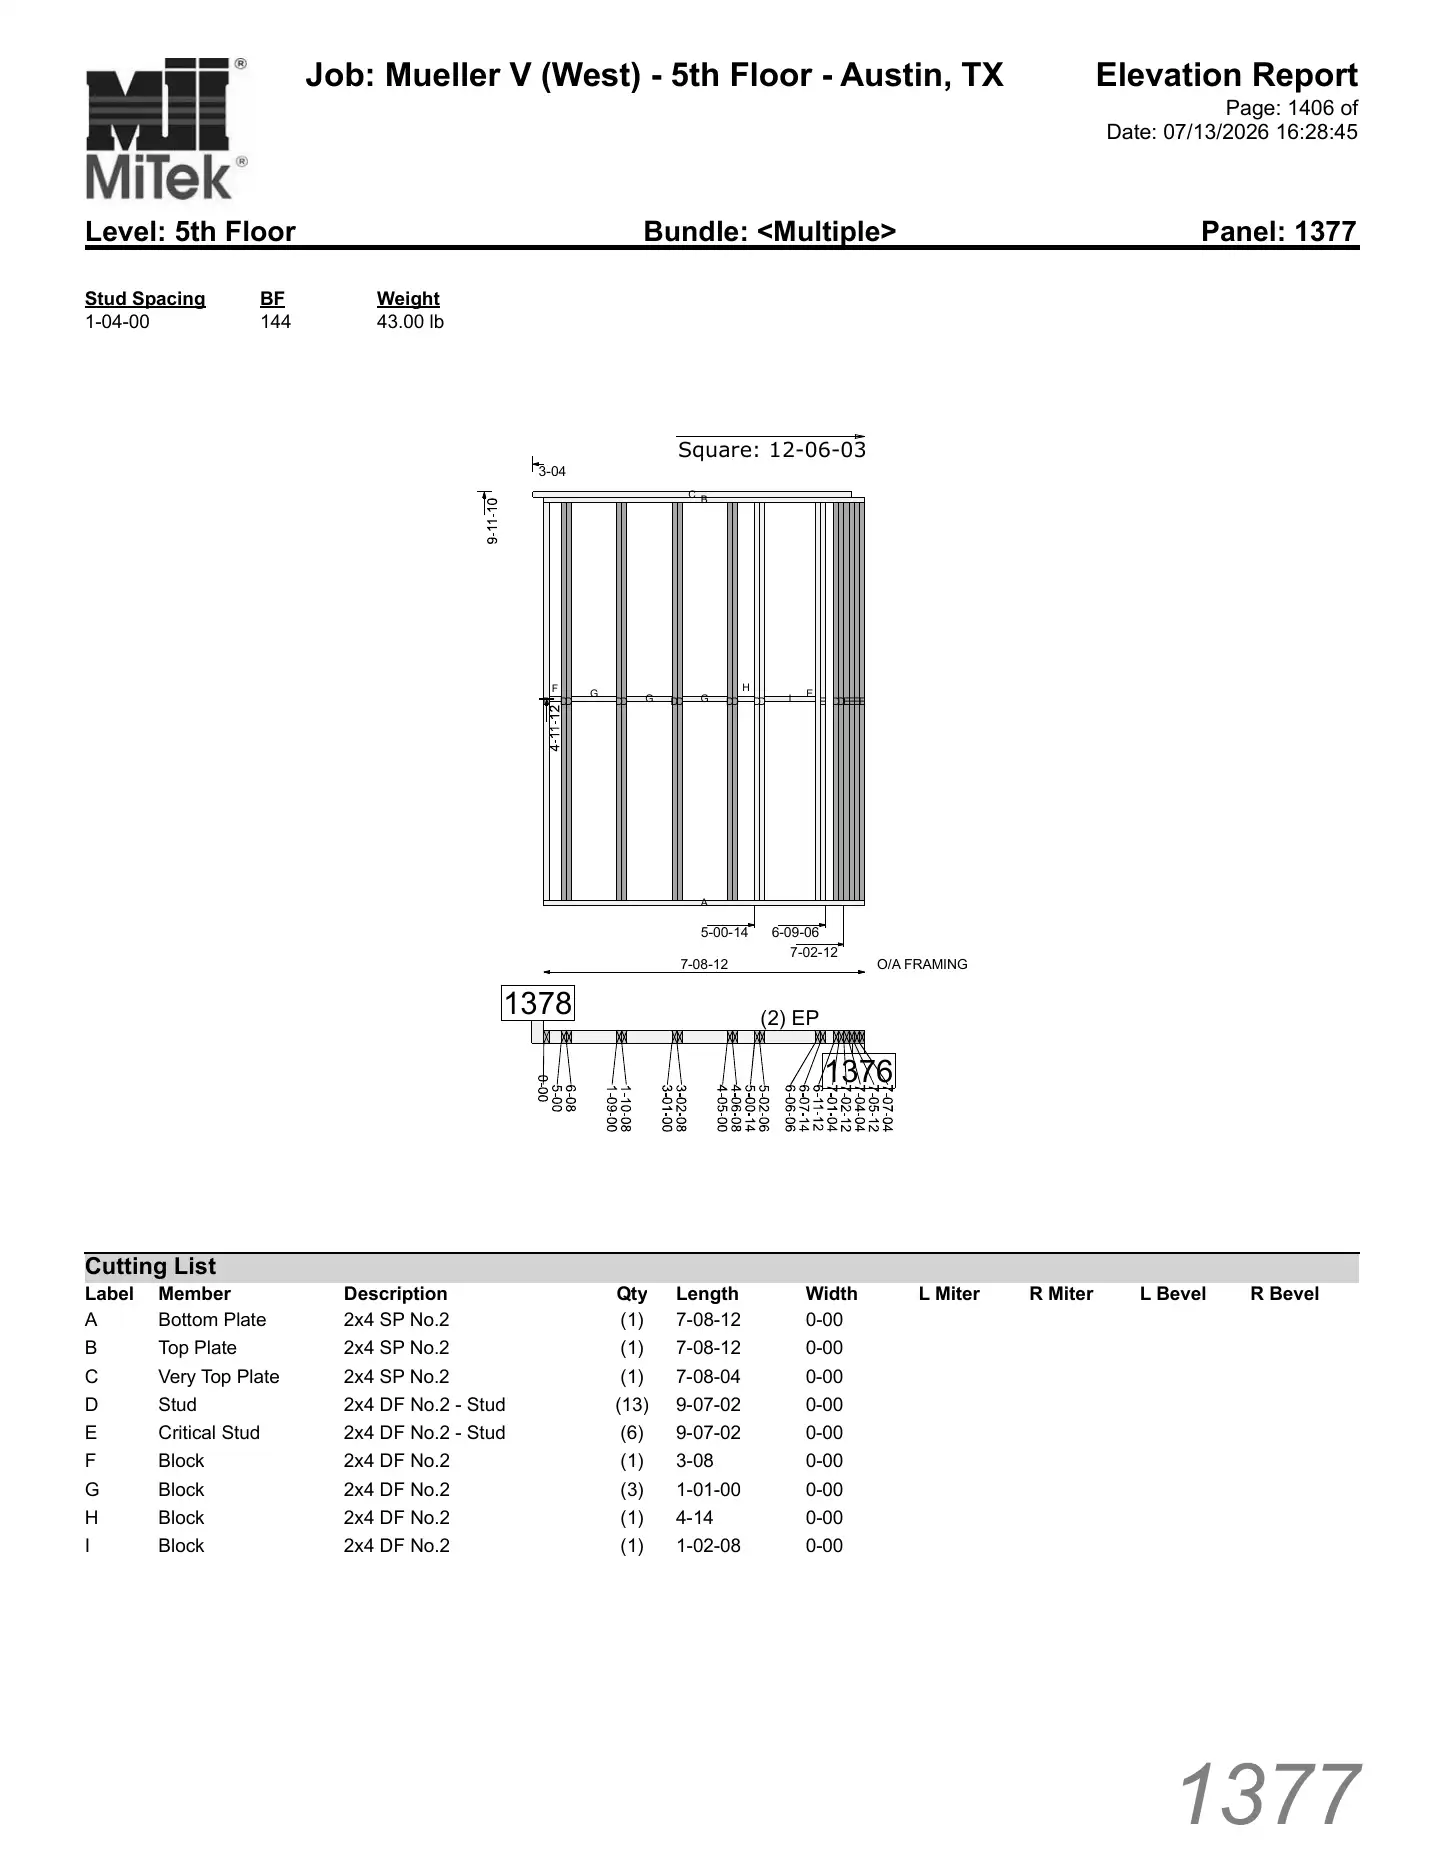 Job: Mueller V (West) - 5th Floor - Austin, TX
Elevation Report
Page: 1406 of
Date: 07/13/2026 16:28:45
MiTek®
Level: 5th Floor Bundle: <Multiple> Panel: 1377
Stud Spacing BF Weight
1-04-00 144 43.00 lb
Square: 12-06-03
3-04
C
B
9-11-10
F G G G H I F
4-11-12
A
5-00-14 6-09-06
7-02-12
7-08-12 O/A FRAMING
1378
(2) EP
1376
0-00 5-00 6-08 1-09-00 1-10-08 3-01-00 3-02-08 4-05-00 4-06-08 5-00-14 5-02-06 6-06-06 6-07-14 6-11-12 7-01-04 7-02-12 7-04-04 7-05-12 7-07-04
Cutting List
Label Member Description Qty Length Width L Miter R Miter L Bevel R Bevel
A Bottom Plate 2x4 SP No.2 (1) 7-08-12 0-00
B Top Plate 2x4 SP No.2 (1) 7-08-12 0-00
C Very Top Plate 2x4 SP No.2 (1) 7-08-04 0-00
D Stud 2x4 DF No.2 - Stud (13) 9-07-02 0-00
E Critical Stud 2x4 DF No.2 - Stud (6) 9-07-02 0-00
F Block 2x4 DF No.2 (1) 3-08 0-00
G Block 2x4 DF No.2 (3) 1-01-00 0-00
H Block 2x4 DF No.2 (1) 4-14 0-00
I Block 2x4 DF No.2 (1) 1-02-08 0-00
1377